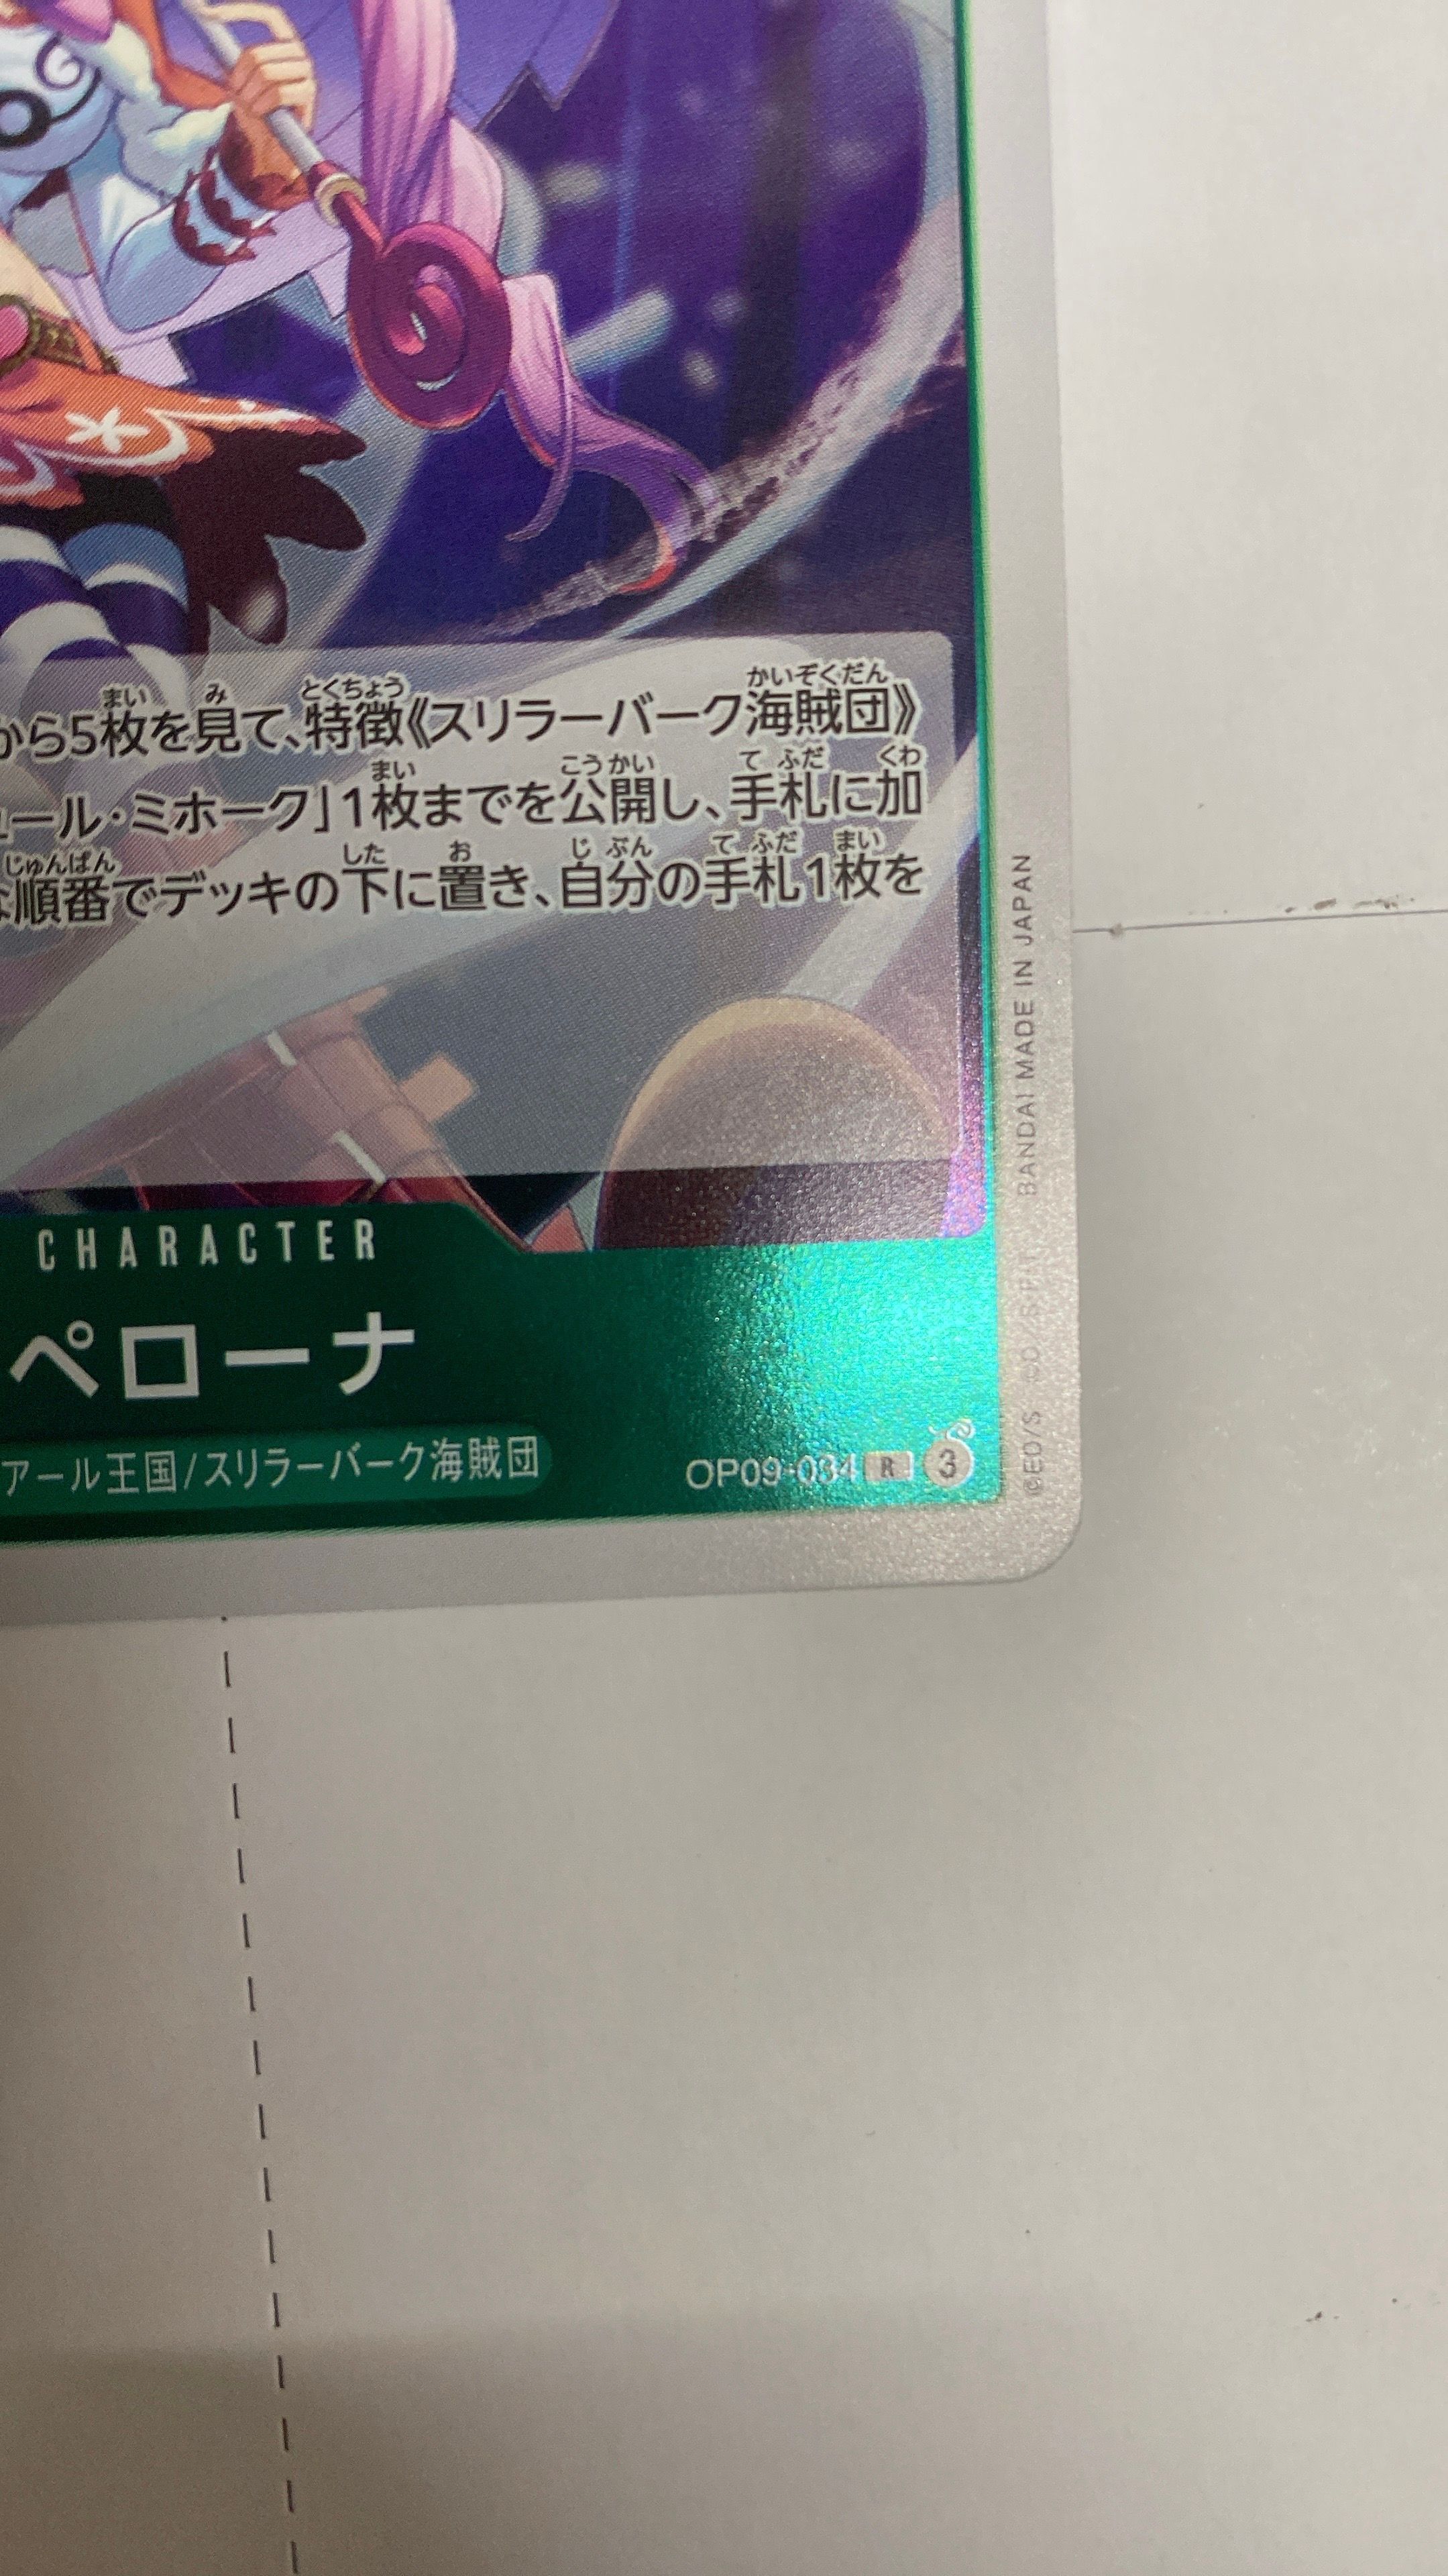 から5枚を見て、特徴《スリラーバーク海賊団》
ュール・ミホーク」1枚までを公開し、手札に加
な順番でデッキの下に置き、自分の手札1枚を
CHARACTER
ペローナ
アール王国/スリラーバーク海賊団
OP09-034 R 3
BANDAI MADE IN JAPAN